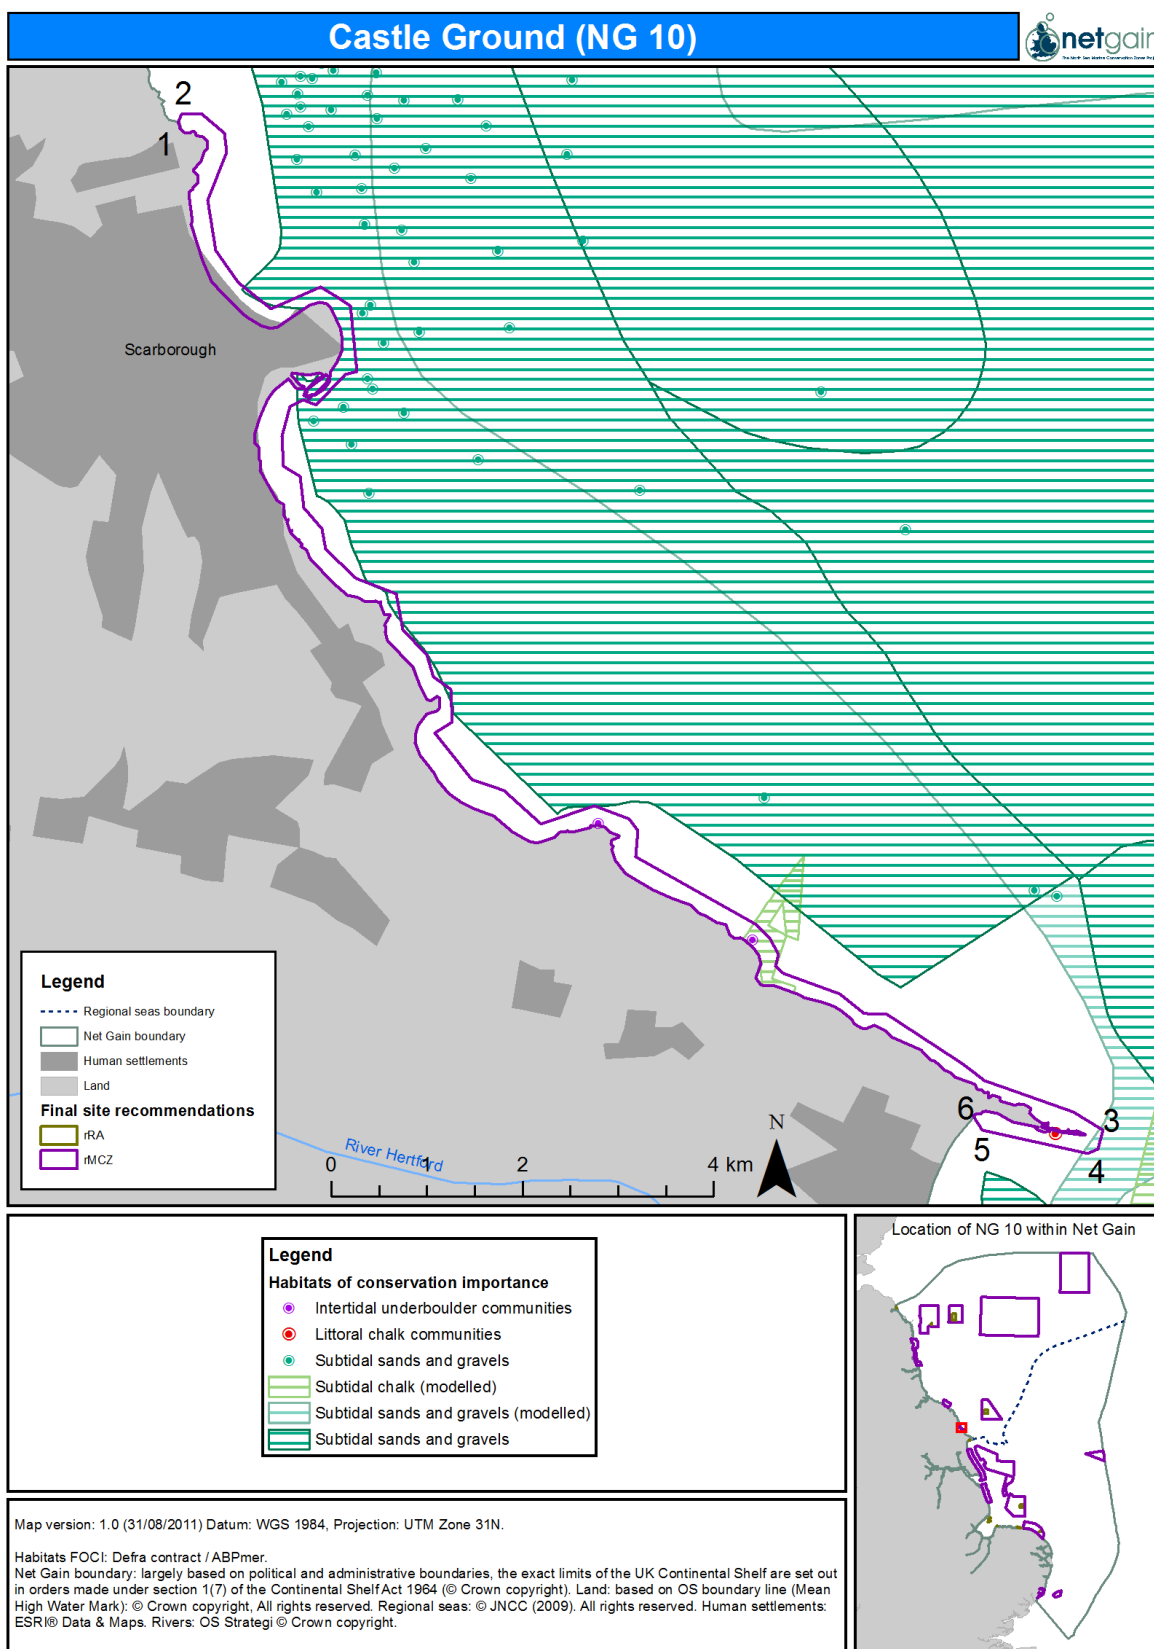 Castle Ground (NG 10)
netgain
The North Sea Marine Conservation Zones Project
2
1
Scarborough
Legend
Regional seas boundary
Net Gain boundary
Human settlements
Land
Final site recommendations
rRA
rMCZ
River Hertford
0 1 2 4 km
N
6
5
3
4
Legend
Habitats of conservation importance
Intertidal underboulder communities
Littoral chalk communities
Subtidal sands and gravels
Subtidal chalk (modelled)
Subtidal sands and gravels (modelled)
Subtidal sands and gravels
Location of NG 10 within Net Gain
Map version: 1.0 (31/08/2011) Datum: WGS 1984, Projection: UTM Zone 31N.
Habitats FOCI: Defra contract / ABPmer.
Net Gain boundary: largely based on political and administrative boundaries, the exact limits of the UK Continental Shelf are set out
in orders made under section 1(7) of the Continental Shelf Act 1964 (© Crown copyright). Land: based on OS boundary line (Mean
High Water Mark): © Crown copyright, All rights reserved. Regional seas: © JNCC (2009). All rights reserved. Human settlements:
ESRI® Data & Maps. Rivers: OS Strategi © Crown copyright.